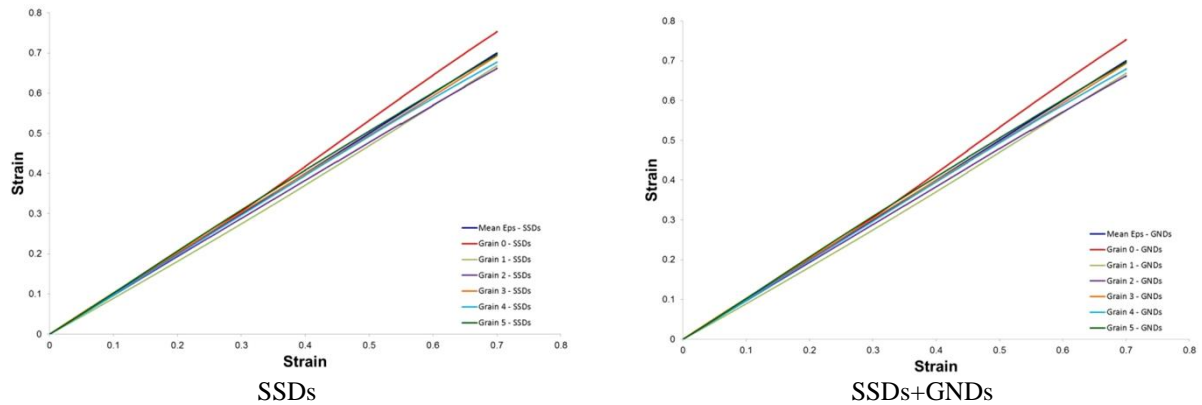 0.8
0.7
0.6
0.5
0.4
0.3
0.2
0.1
0
Strain
0 0.1 0.2 0.3 0.4 0.5 0.6 0.7 0.8
Strain
Mean Eps - SSDs
Grain 0 - SSDs
Grain 1 - SSDs
Grain 2 - SSDs
Grain 3 - SSDs
Grain 4 - SSDs
Grain 5 - SSDs
SSDs
0.8
0.7
0.6
0.5
0.4
0.3
0.2
0.1
0
Strain
0 0.1 0.2 0.3 0.4 0.5 0.6 0.7 0.8
Strain
Mean Eps - GNDs
Grain 0 - GNDs
Grain 1 - GNDs
Grain 2 - GNDs
Grain 3 - GNDs
Grain 4 - GNDs
Grain 5 - GNDs
SSDs+GNDs